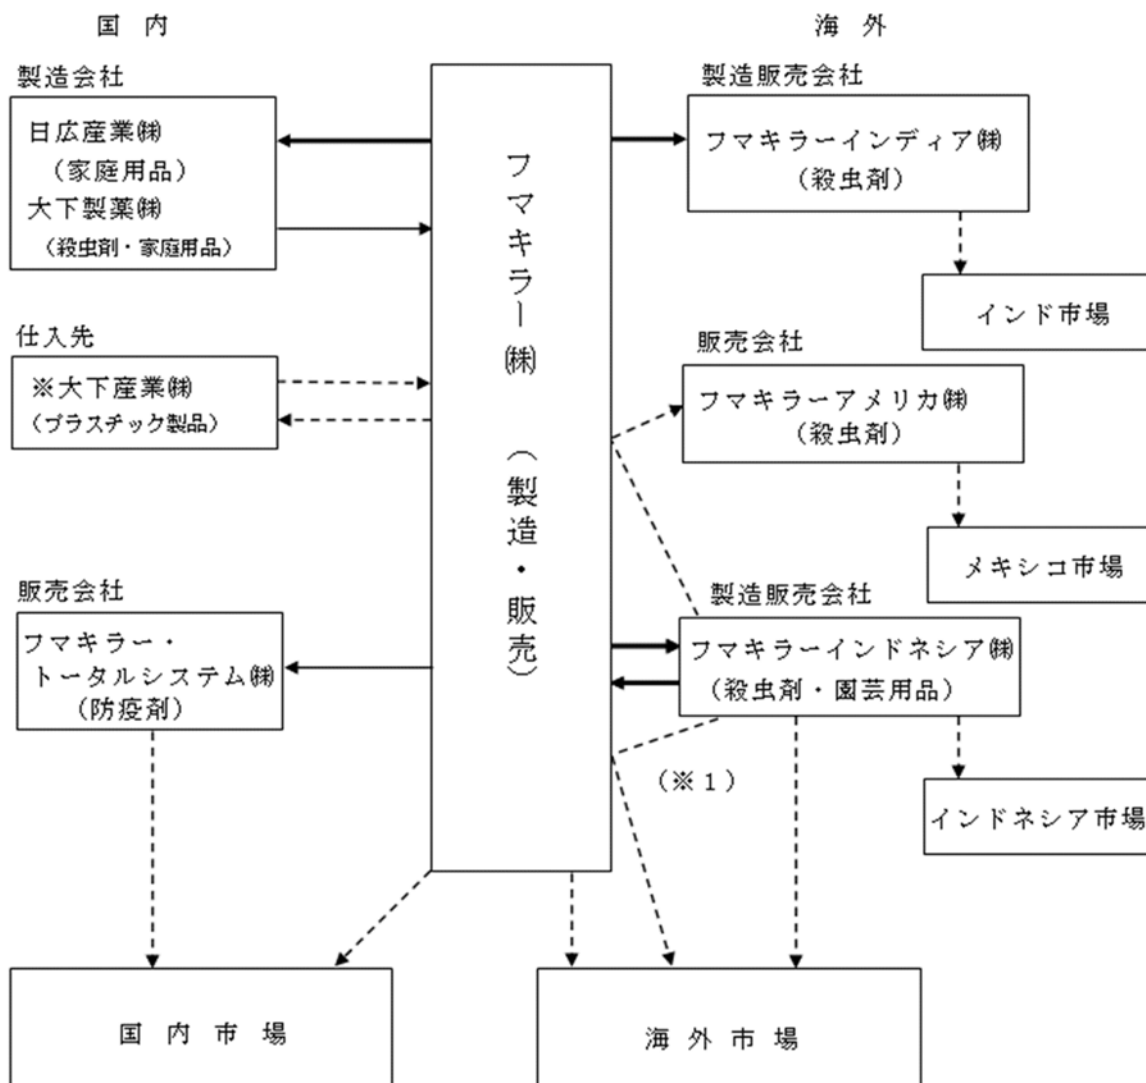 国内
海外
製造会社
日広産業㈱
(家庭用品)
大下製薬㈱
(殺虫剤・家庭用品)
仕入先
※大下産業㈱
(プラスチック製品)
販売会社
フマキラー・
トータルシステム㈱
(防疫剤)
フマキラー㈱ (製造・販売)
製造販売会社
フマキラーインディア㈱
(殺虫剤)
インド市場
販売会社
フマキラーアメリカ㈱
(殺虫剤)
メキシコ市場
製造販売会社
フマキラーインドネシア㈱
(殺虫剤・園芸用品)
(※1)
インドネシア市場
国内市場
海外市場